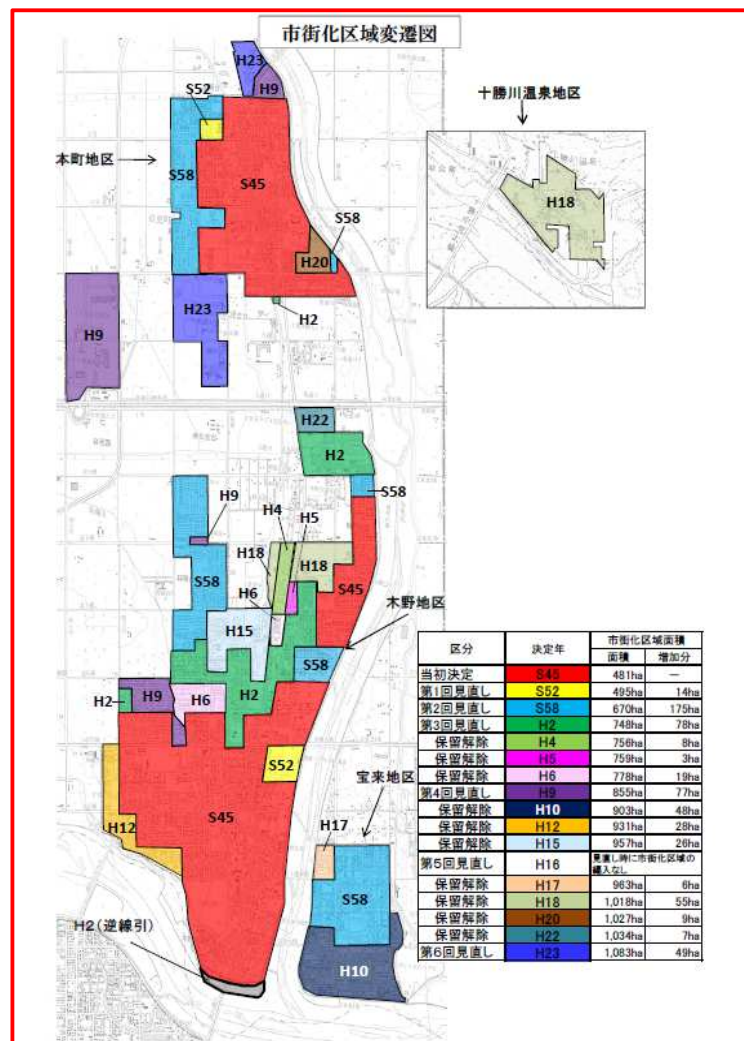 市街化区域変遷図
H23
H9
S52
十勝川温泉地区
本町地区
S58
S45
H18
S58
H20
H2
H23
H9
H22
H2
S58
H9
H4
H5
H18
H18
S58
H6
S45
木野地区
H15
S58
H2
H9
H6
H2
S52
宝来地区
S45
H12
H17
S58
H2(逆線引)
H10
区分 決定年 市街化区域面積
面積 増加分
当初決定 S45 481ha －
第1回見直し S52 495ha 14ha
第2回見直し S58 670ha 175ha
第3回見直し H2 748ha 78ha
保留解除 H4 756ha 8ha
保留解除 H5 759ha 3ha
保留解除 H6 778ha 19ha
第4回見直し H9 855ha 77ha
保留解除 H10 903ha 48ha
保留解除 H12 931ha 28ha
保留解除 H15 957ha 26ha
第5回見直し H16 見直し時に市街化区域の編入なし
保留解除 H17 963ha 6ha
保留解除 H18 1,018ha 55ha
保留解除 H20 1,027ha 9ha
保留解除 H22 1,034ha 7ha
第6回見直し H23 1,083ha 49ha